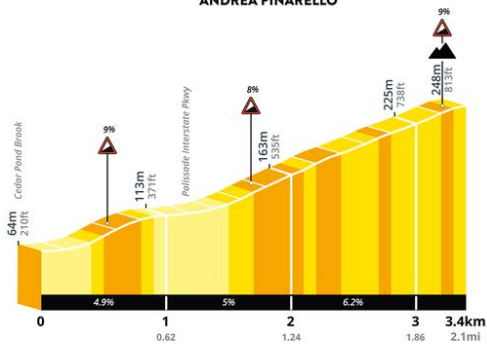 ANDREA PINARELLO
9%
248m
813ft
225m
738ft
8%
163m
535ft
Palissade Interstate Pkwy
9%
113m
371ft
Cedar Pond Brook
64m
210ft
4.9% 5% 6.2%
0 1 2 3 3.4km
0.62 1.24 1.86 2.1mi